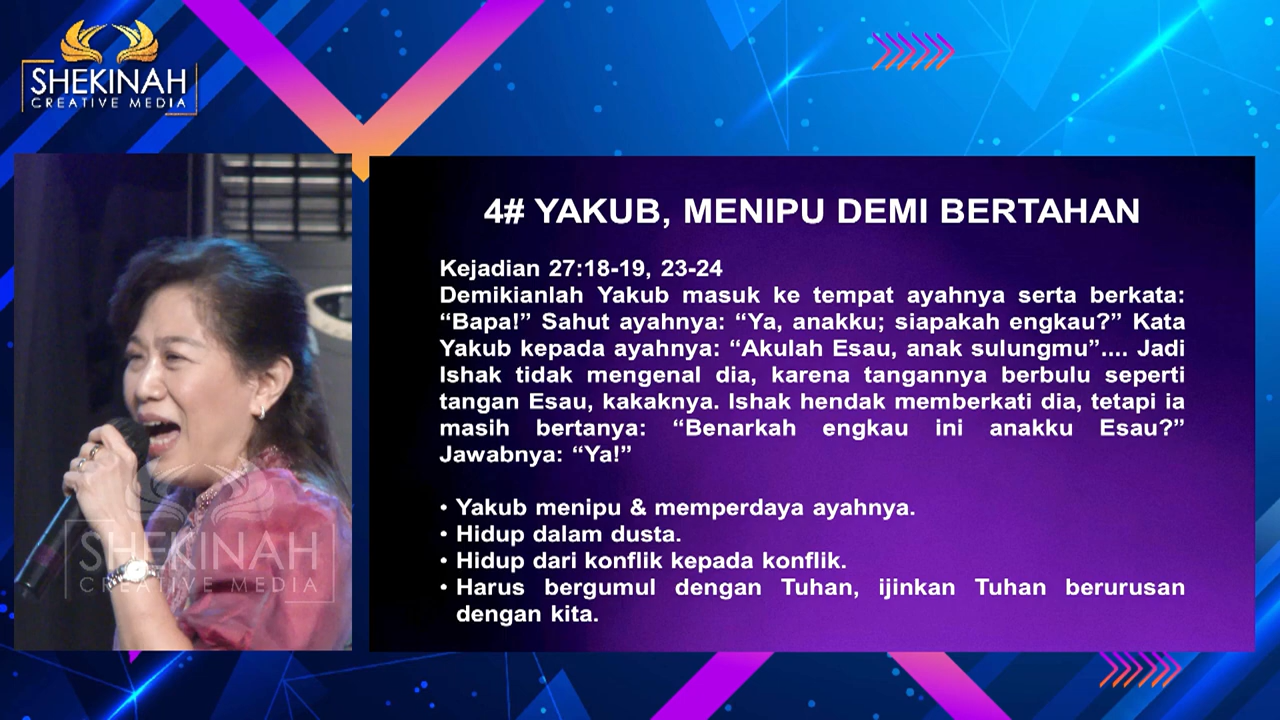 SHEKINAH
CREATIVE MEDIA
4# YAKUB, MENIPU DEMI BERTAHAN
Kejadian 27:18-19, 23-24
Demikianlah Yakub masuk ke tempat ayahnya serta berkata:
“Bapa!” Sahut ayahnya: “Ya, anakku; siapakah engkau?” Kata
Yakub kepada ayahnya: “Akulah Esau, anak sulungmu”.... Jadi
Ishak tidak mengenal dia, karena tangannya berbulu seperti
tangan Esau, kakaknya. Ishak hendak memberkati dia, tetapi ia
masih bertanya: “Benarkah engkau ini anakku Esau?”
Jawabnya: “Ya!”
• Yakub menipu & memperdaya ayahnya.
• Hidup dalam dusta.
• Hidup dari konflik kepada konflik.
• Harus bergumul dengan Tuhan, ijinkan Tuhan berurusan
dengan kita.
SHEKINAH
CREATIVE MEDIA